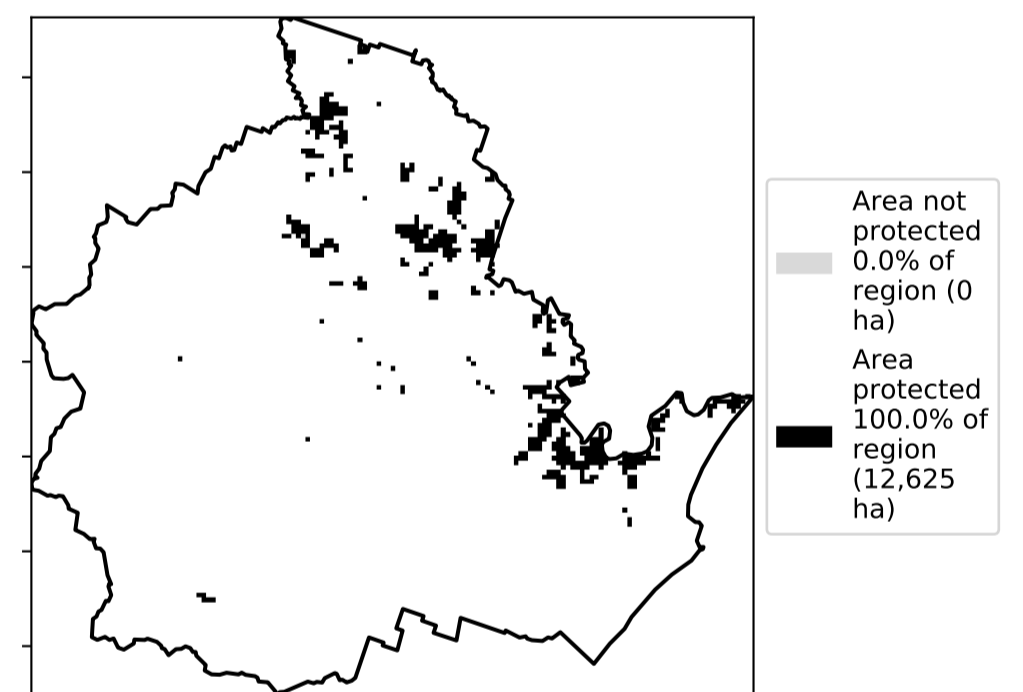 Area not
protected
0.0% of
region (0
ha)
Area
protected
100.0% of
region
(12,625
ha)